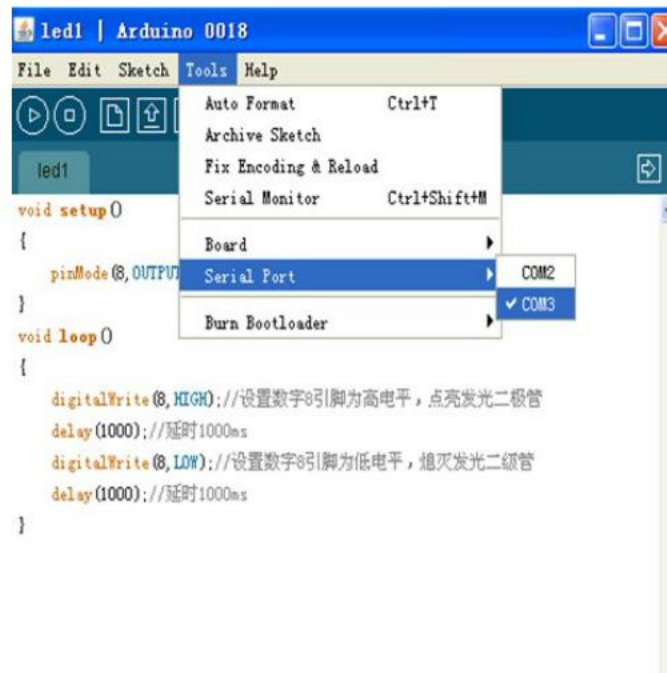 led1 | Arduino 0018
File Edit Sketch Tools Help
Auto Format Ctrl+T
Archive Sketch
Fix Encoding & Reload
Serial Monitor Ctrl+Shift+M
Board
Serial Port
Burn Bootloader
COM2
COM3
led1
void setup()
{
pinMode(8,OUTPUT
}
void loop()
{
digitalWrite(8,HIGH);//设置数字8引脚为高电平，点亮发光二极管
delay(1000);//延时1000ms
digitalWrite(8,LOW);//设置数字8引脚为低电平，熄灭发光二级管
delay(1000);//延时1000ms
}